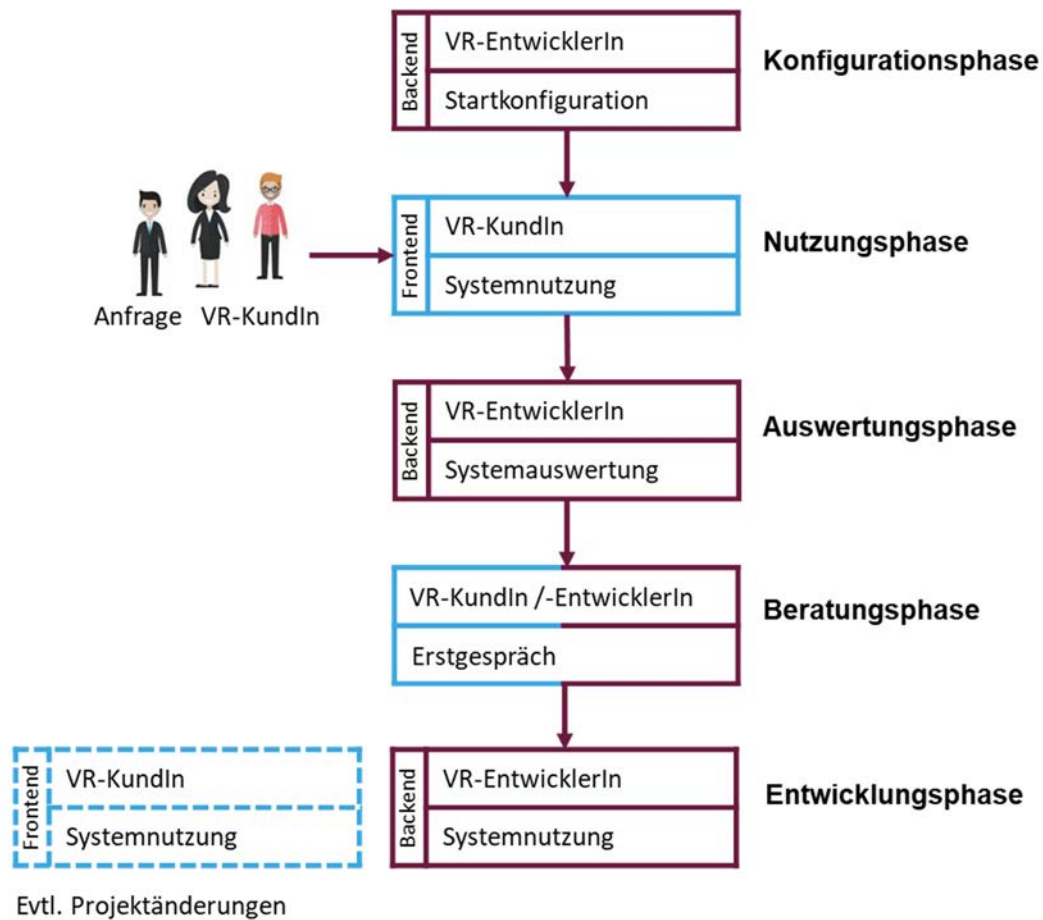 Backend
VR-EntwicklerIn
Startkonfiguration
Konfigurationsphase
Anfrage VR-KundIn
Frontend
VR-KundIn
Systemnutzung
Nutzungsphase
Backend
VR-EntwicklerIn
Systemauswertung
Auswertungsphase
VR-KundIn /-EntwicklerIn
Erstgespräch
Beratungsphase
Frontend
VR-KundIn
Systemnutzung
Evtl. Projektänderungen
Backend
VR-EntwicklerIn
Systemnutzung
Entwicklungsphase